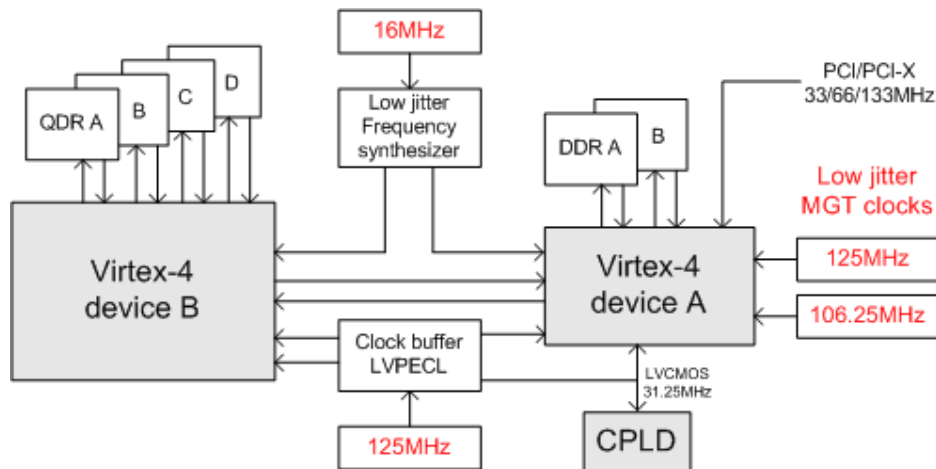 16MHz
D
C
B
QDR A
Low jitter
Frequency
synthesizer
PCI/PCI-X
33/66/133MHz
B
DDR A
Low jitter
MGT clocks
Virtex-4
device B
Virtex-4
device A
125MHz
106.25MHz
Clock buffer
LVPECL
LVCMOS
31.25MHz
125MHz
CPLD